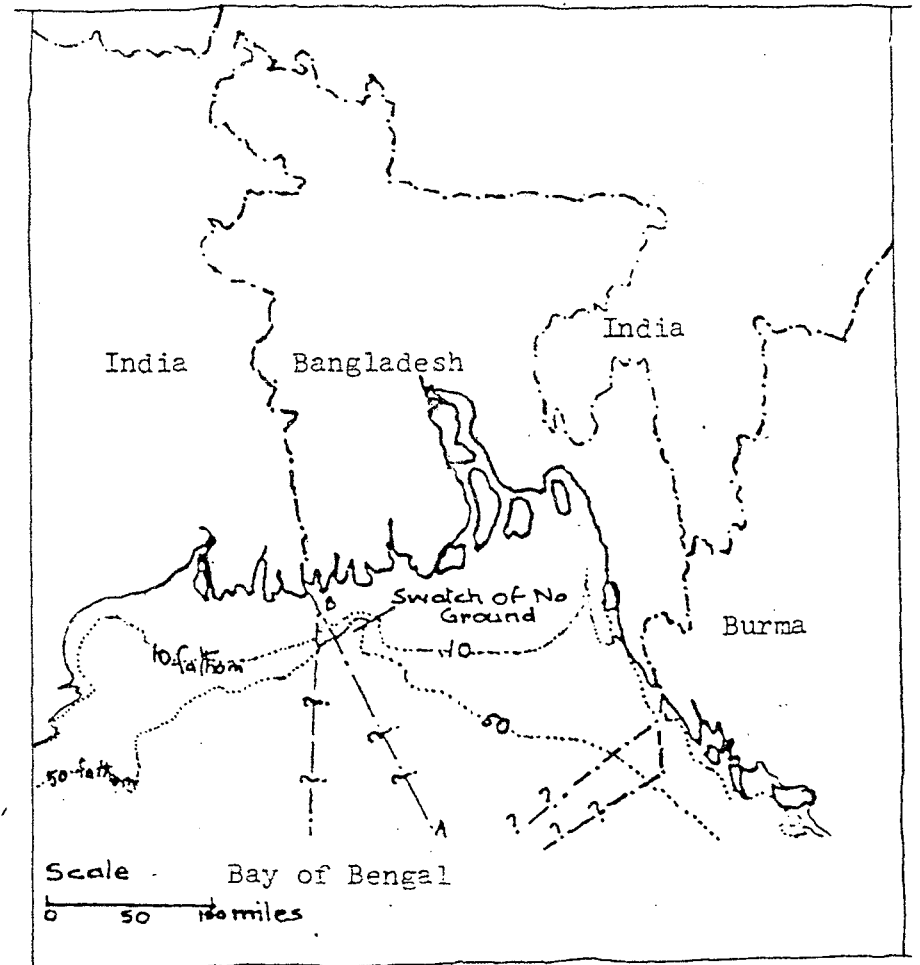 India
India
Bangladesh
B
Swatch of No
Ground
Burma
10-fathom
10
50
50-fathom
?
?
?
?
A
?
?
?
?
?
Scale
Bay of Bengal
0 50 100 miles